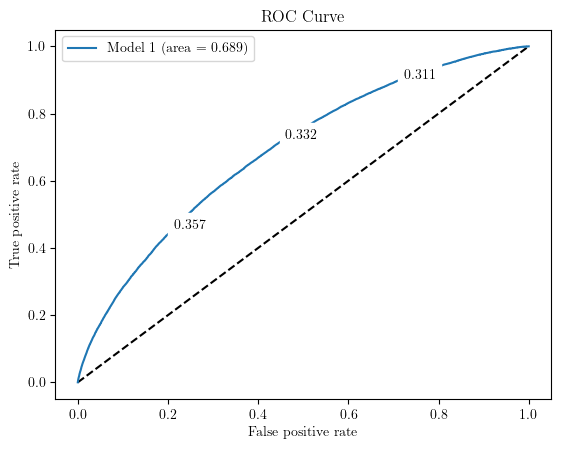 ROC Curve
Model 1 (area = 0.689)
1.0
0.8
0.6
0.4
0.2
0.0
True positive rate
0.311
0.332
0.357
0.0 0.2 0.4 0.6 0.8 1.0
False positive rate